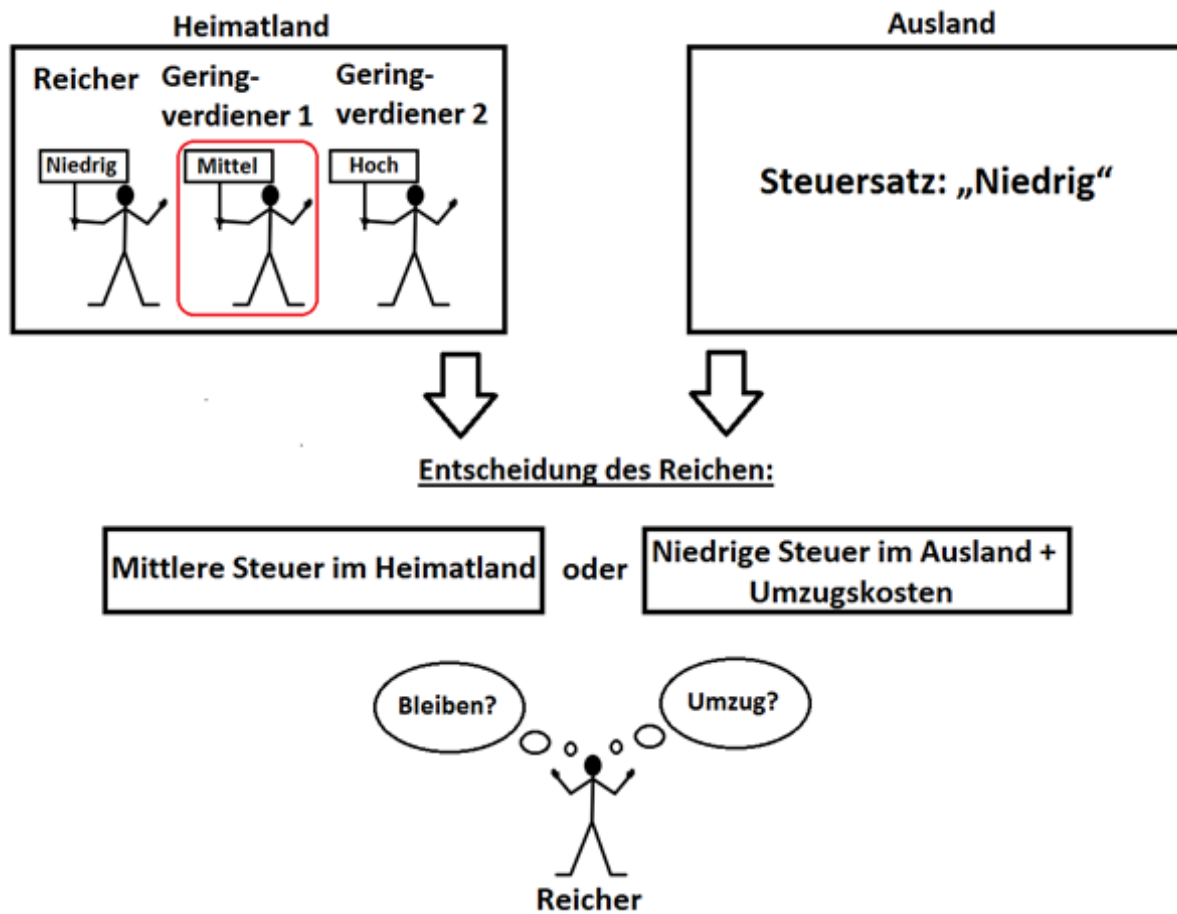 Heimatland
Ausland
Reicher
Gering-
verdiener 1
Gering-
verdiener 2
Niedrig
Mittel
Hoch
Steuersatz: „Niedrig“
Entscheidung des Reichen:
Mittlere Steuer im Heimatland
oder
Niedrige Steuer im Ausland +
Umzugskosten
Bleiben?
Umzug?
Reicher